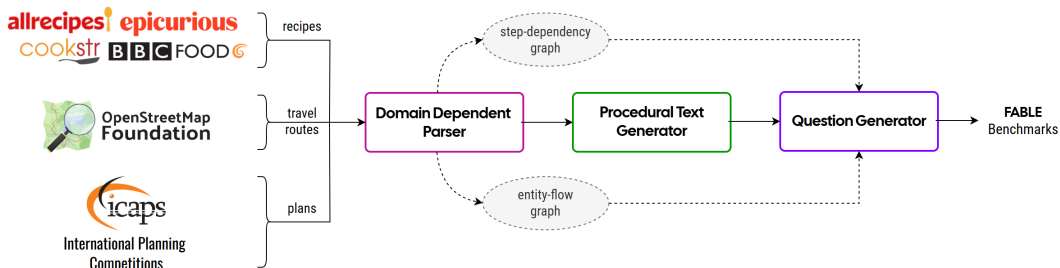 allrecipes epicurious
cookstr BBC FOOD
recipes
OpenStreetMap
Foundation
travel
routes
icaps
International Planning
Competitions
plans
Domain Dependent
Parser
step-dependency
graph
entity-flow
graph
Procedural Text
Generator
Question Generator
FABLE
Benchmarks